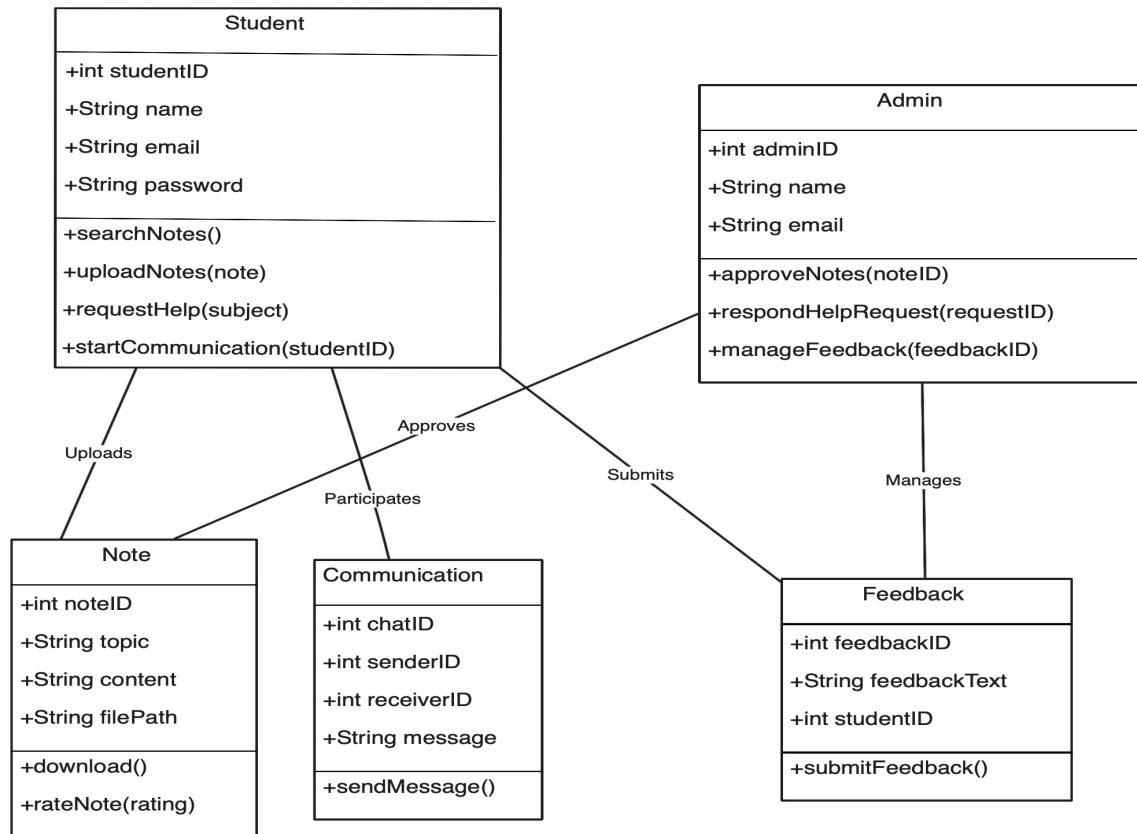 Student
+int studentID
+String name
+String email
+String password
+searchNotes()
+uploadNotes(note)
+requestHelp(subject)
+startCommunication(studentID)
Admin
+int adminID
+String name
+String email
+approveNotes(noteID)
+respondHelpRequest(requestID)
+manageFeedback(feedbackID)
Uploads
Approves
Participates
Submits
Manages
Note
+int noteID
+String topic
+String content
+String filePath
+download()
+rateNote(rating)
Communication
+int chatID
+int senderID
+int receiverID
+String message
+sendMessage()
Feedback
+int feedbackID
+String feedbackText
+int studentID
+submitFeedback()